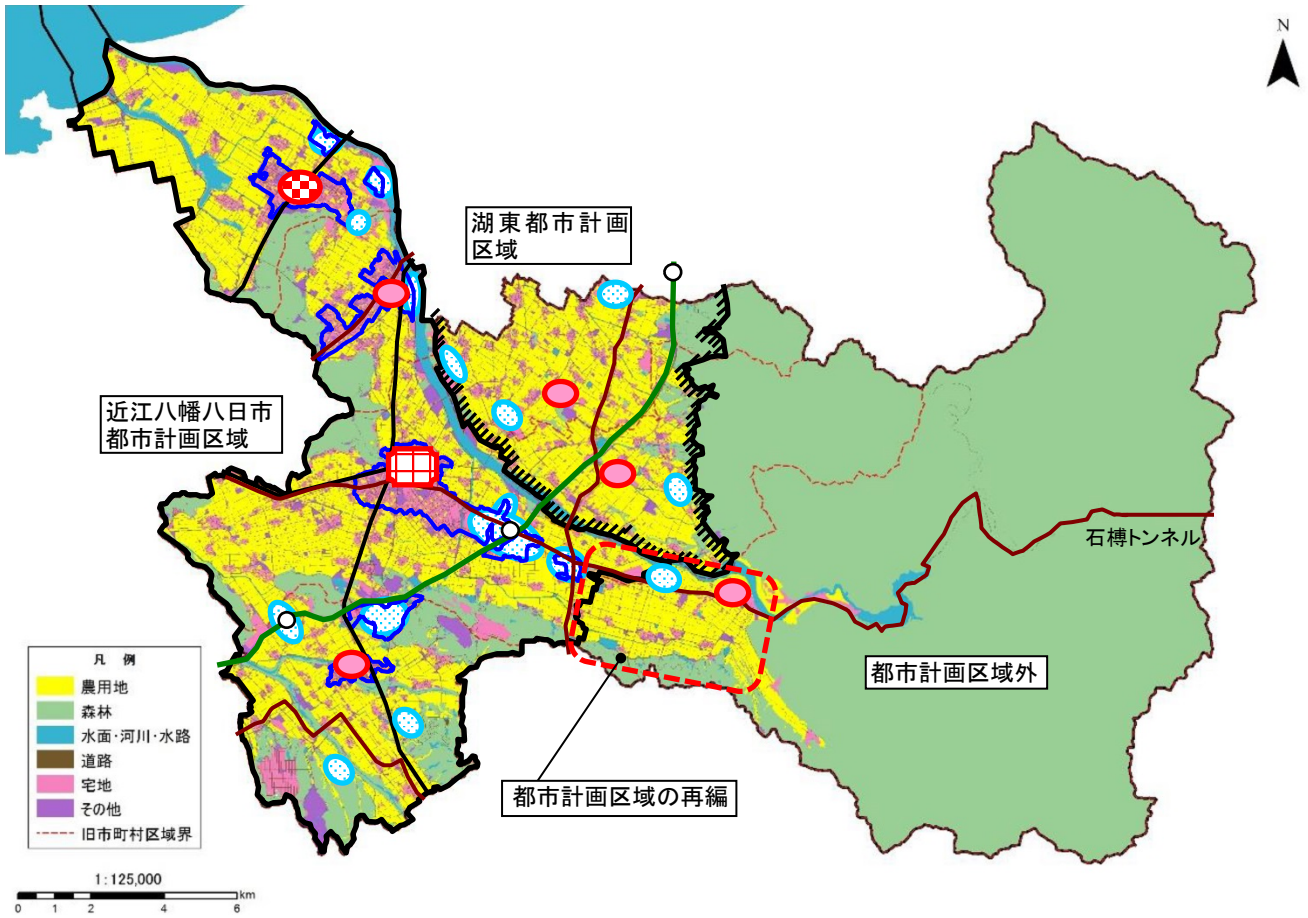 N
湖東都市計画
区域
近江八幡八日市
都市計画区域
石榑トンネル
都市計画区域外
都市計画区域の再編
凡 例
農用地
森林
水面・河川・水路
道路
宅地
その他
旧市町村区域界
1:125,000
0 1 2 4 6 km